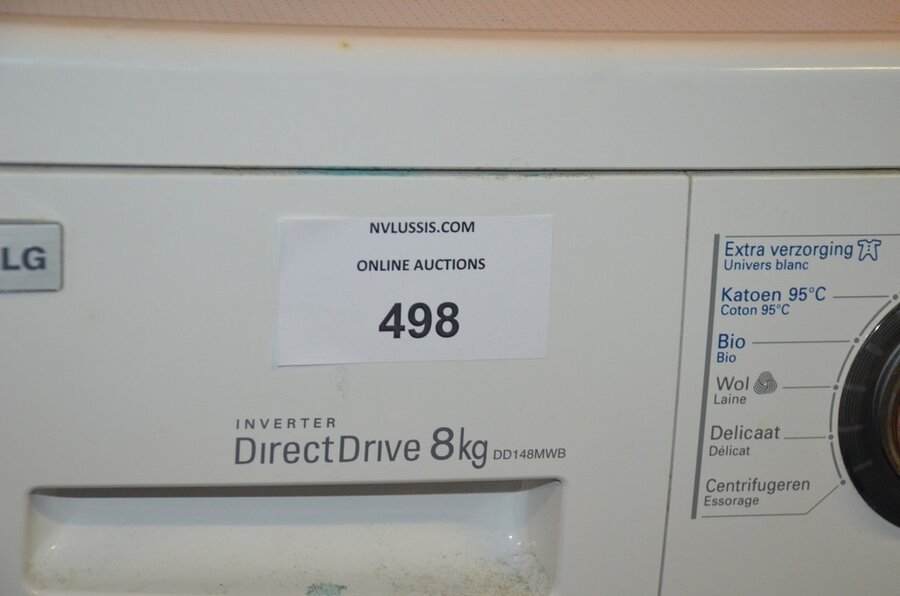 NVLUSSIS.COM
ONLINE AUCTIONS
498
LG
INVERTER
DirectDrive 8kg DD148MWB
Extra verzorging
Univers blanc
Katoen 95°C
Coton 95°C
Bio
Bio
Wol
Laine
Delicaat
Délicat
Centrifugeren
Essorage